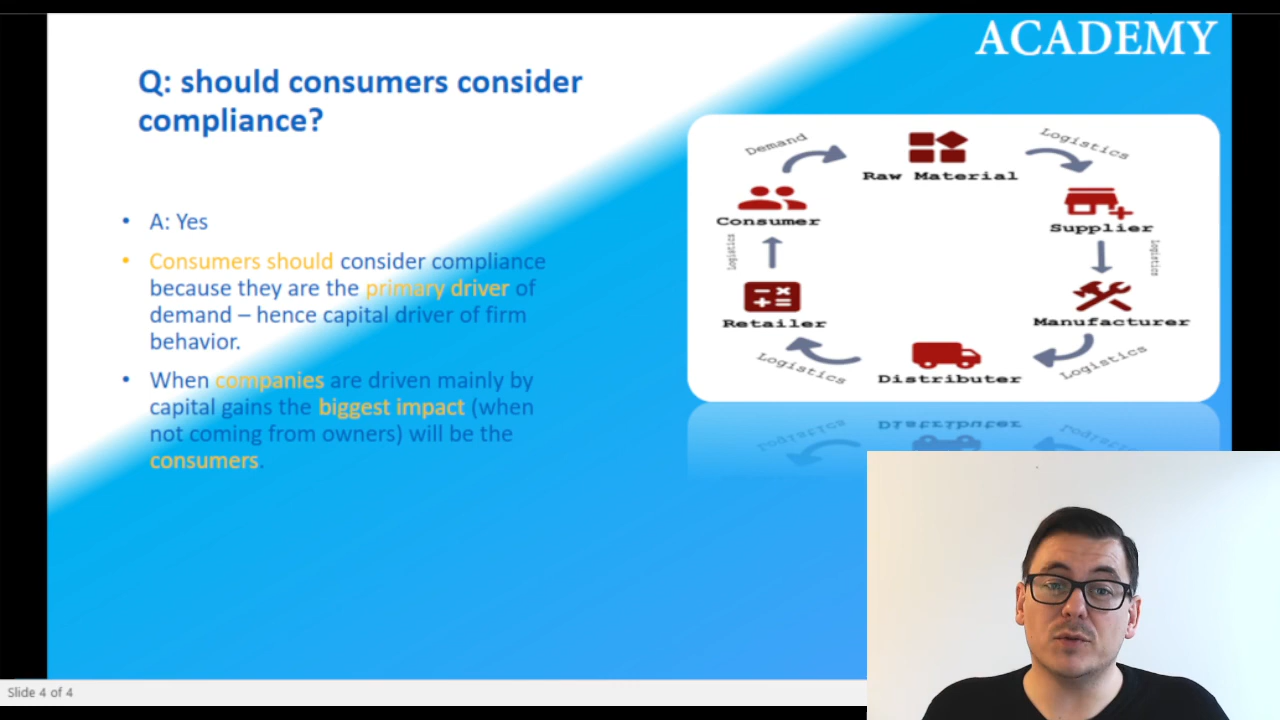 ACADEMY
Q: should consumers consider
compliance?
• A: Yes
• Consumers should consider compliance
because they are the primary driver of
demand – hence capital driver of firm
behavior.
• When companies are driven mainly by
capital gains the biggest impact (when
not coming from owners) will be the
consumers.
Demand
Raw Material
Logistics
Consumer
Supplier
Logistics
Logistics
Retailer
Manufacturer
Logistics
Distributer
Logistics
Slide 4 of 4